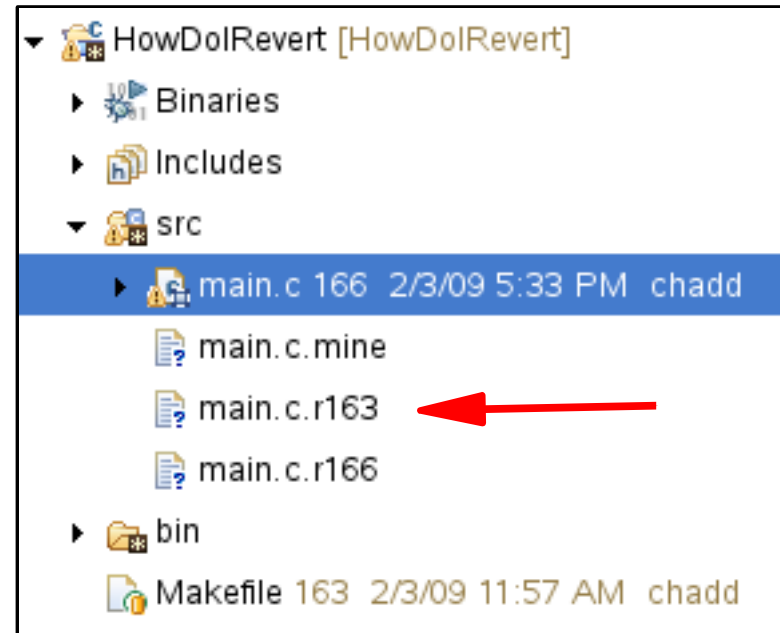 HowDoIRevert [HowDoIRevert]
Binaries
Includes
src
main.c 166 2/3/09 5:33 PM chadd
main.c.mine
main.c.r163
main.c.r166
bin
Makefile 163 2/3/09 11:57 AM chadd